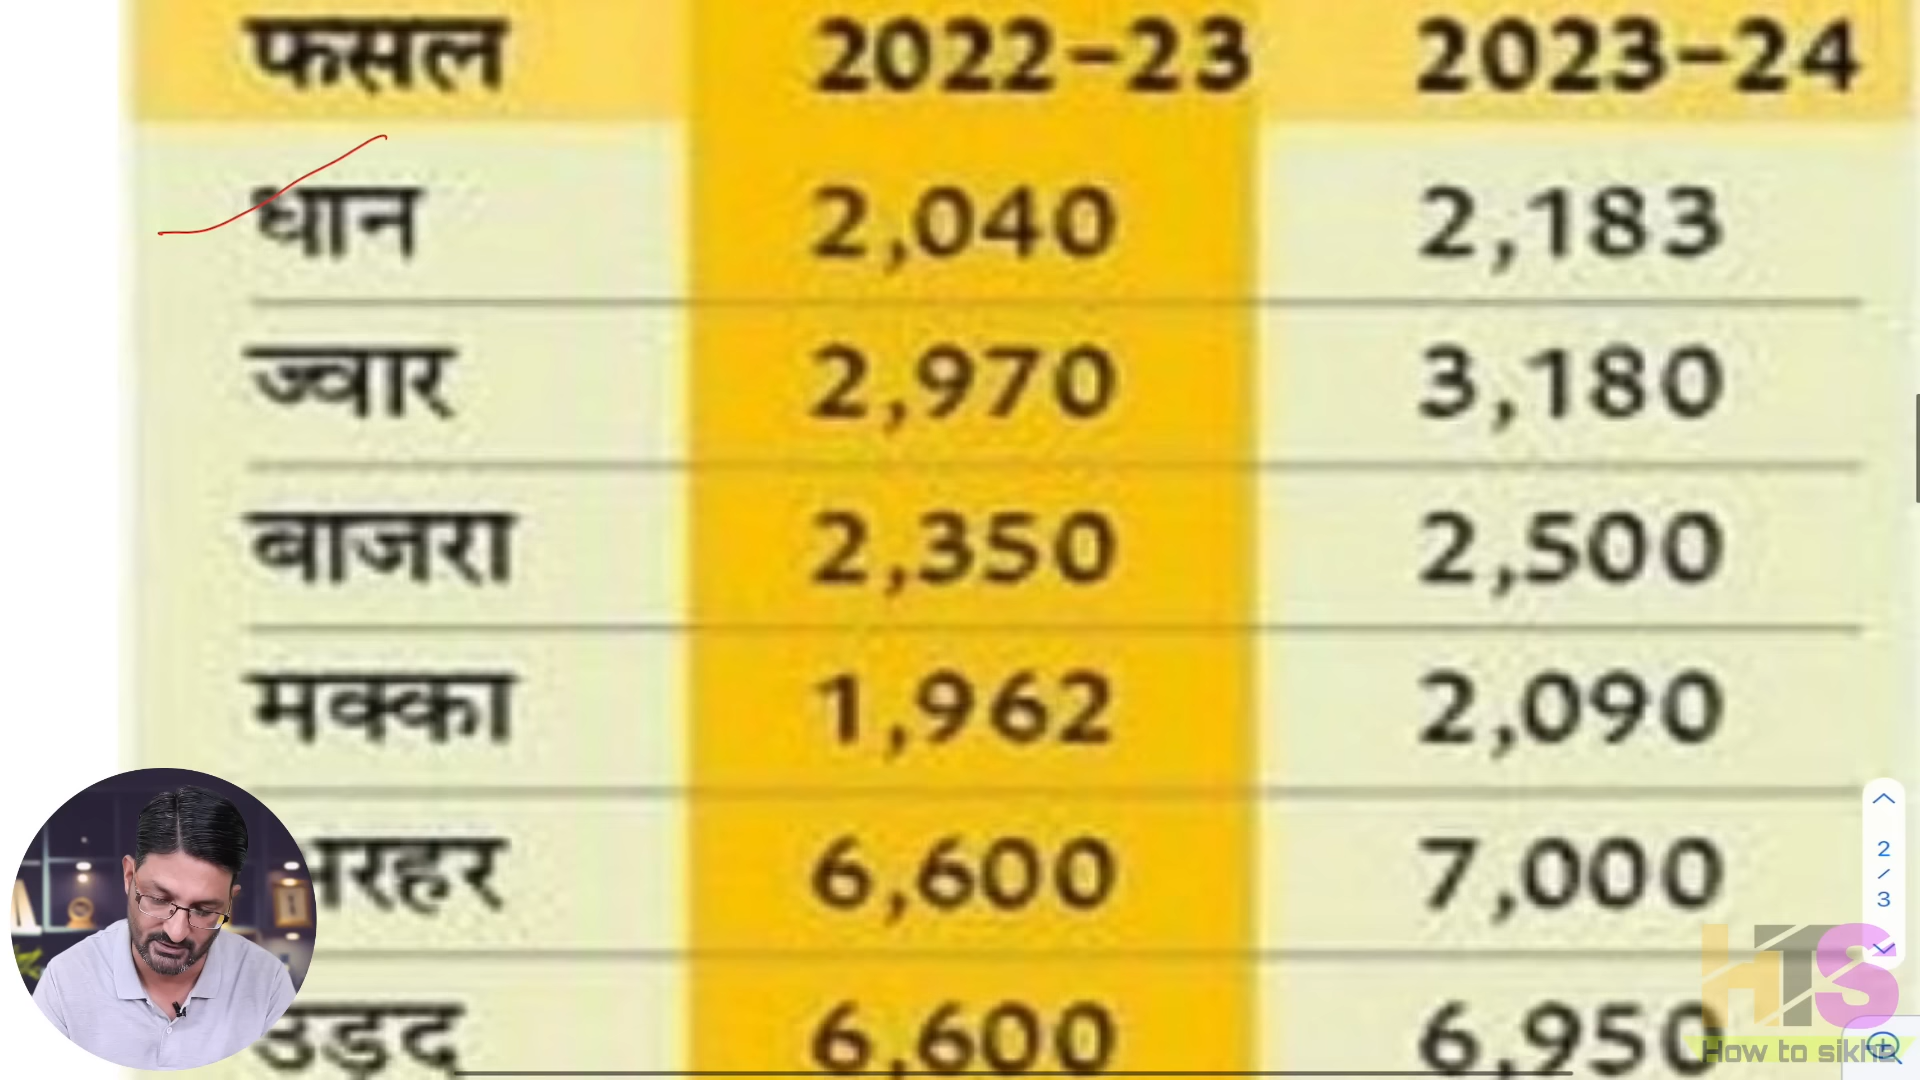 फसल 2022-23 2023-24
धान 2,040 2,183
ज्वार 2,970 3,180
बाजरा 2,350 2,500
मक्का 1,962 2,090
6,600 7,000
उड़द 6,600 6,950
2
/
3
HTS
How to sikhe